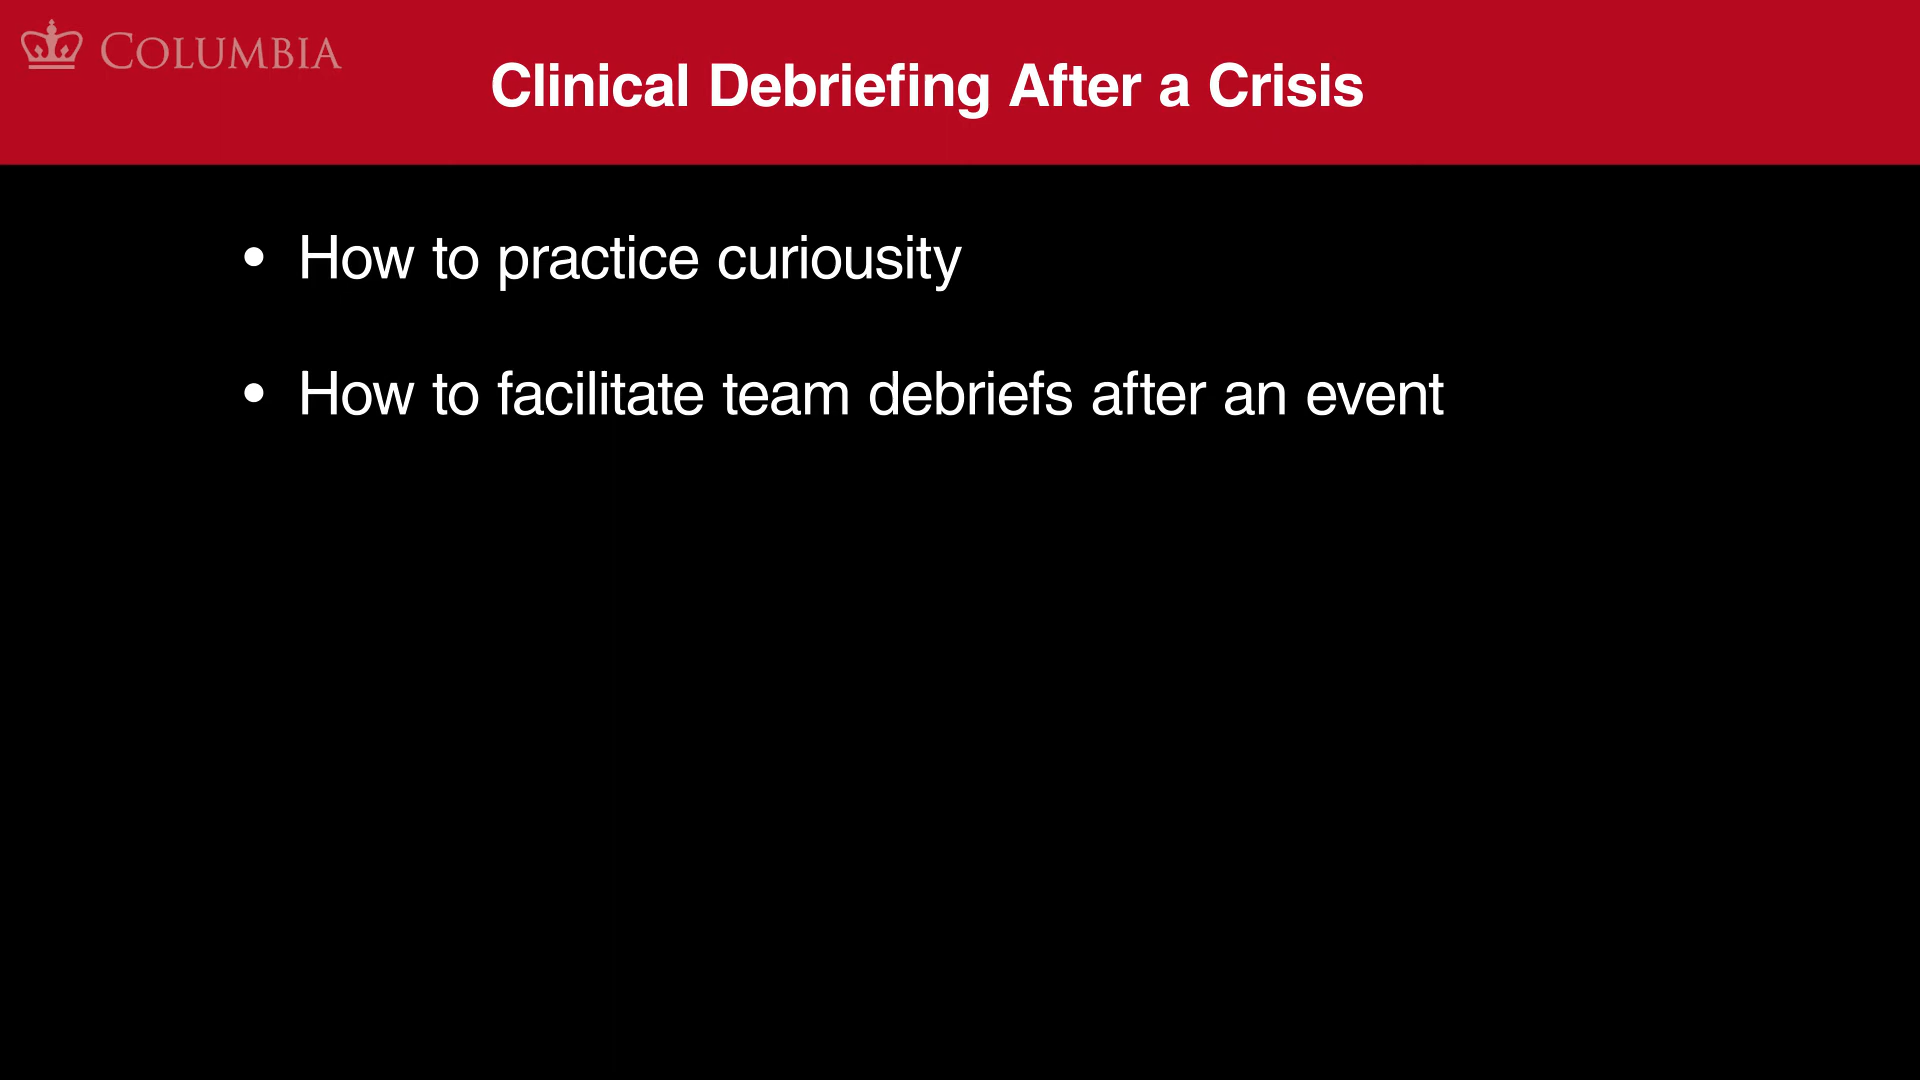 COLUMBIA
Clinical Debriefing After a Crisis
• How to practice curiousity
• How to facilitate team debriefs after an event